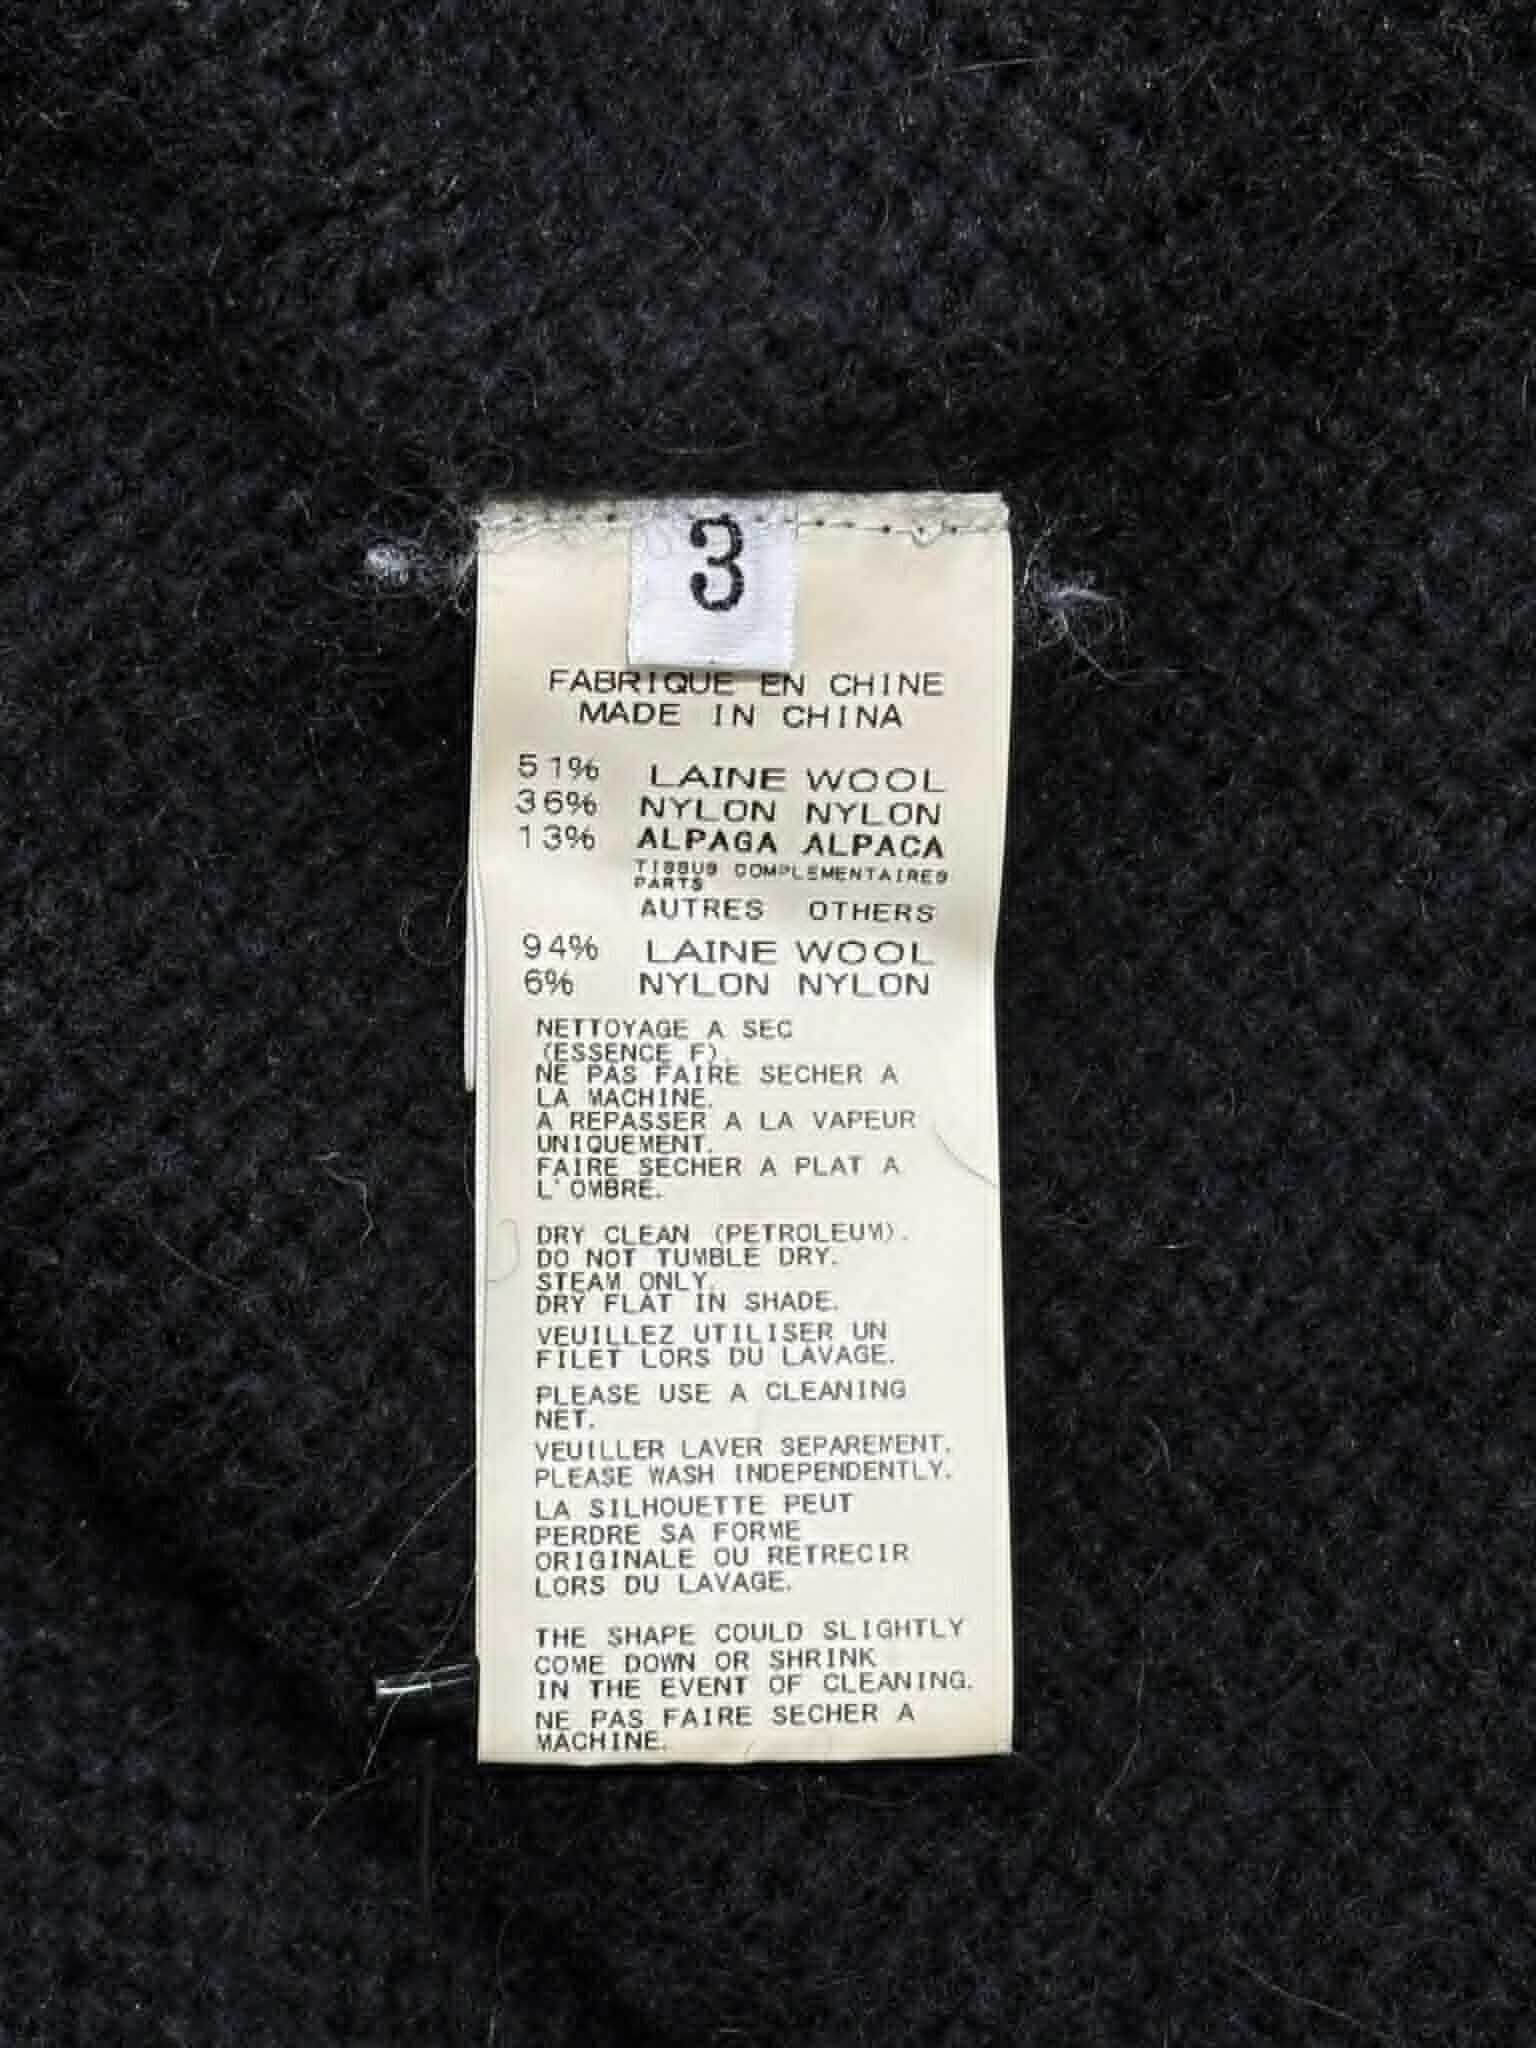 3
FABRIQUE EN CHINE
MADE IN CHINA
51% LAINE WOOL
36% NYLON NYLON
13% ALPAGA ALPACA
TISSUS COMPLEMENTAIRES
PARTS
AUTRES OTHERS
94% LAINE WOOL
6% NYLON NYLON
NETTOYAGE A SEC
(ESSENCE F).
NE PAS FAIRE SECHER A
LA MACHINE.
A REPASSER A LA VAPEUR
UNIQUEMENT.
FAIRE SECHER A PLAT A
L'OMBRE.
DRY CLEAN (PETROLEUM).
DO NOT TUMBLE DRY.
STEAM ONLY.
DRY FLAT IN SHADE.
VEUILLEZ UTILISER UN
FILET LORS DU LAVAGE.
PLEASE USE A CLEANING
NET.
VEUILLER LAVER SEPAREMENT.
PLEASE WASH INDEPENDENTLY.
LA SILHOUETTE PEUT
PERDRE SA FORME
ORIGINALE OU RETRECIR
LORS DU LAVAGE.
THE SHAPE COULD SLIGHTLY
COME DOWN OR SHRINK
IN THE EVENT OF CLEANING.
NE PAS FAIRE SECHER A
MACHINE.